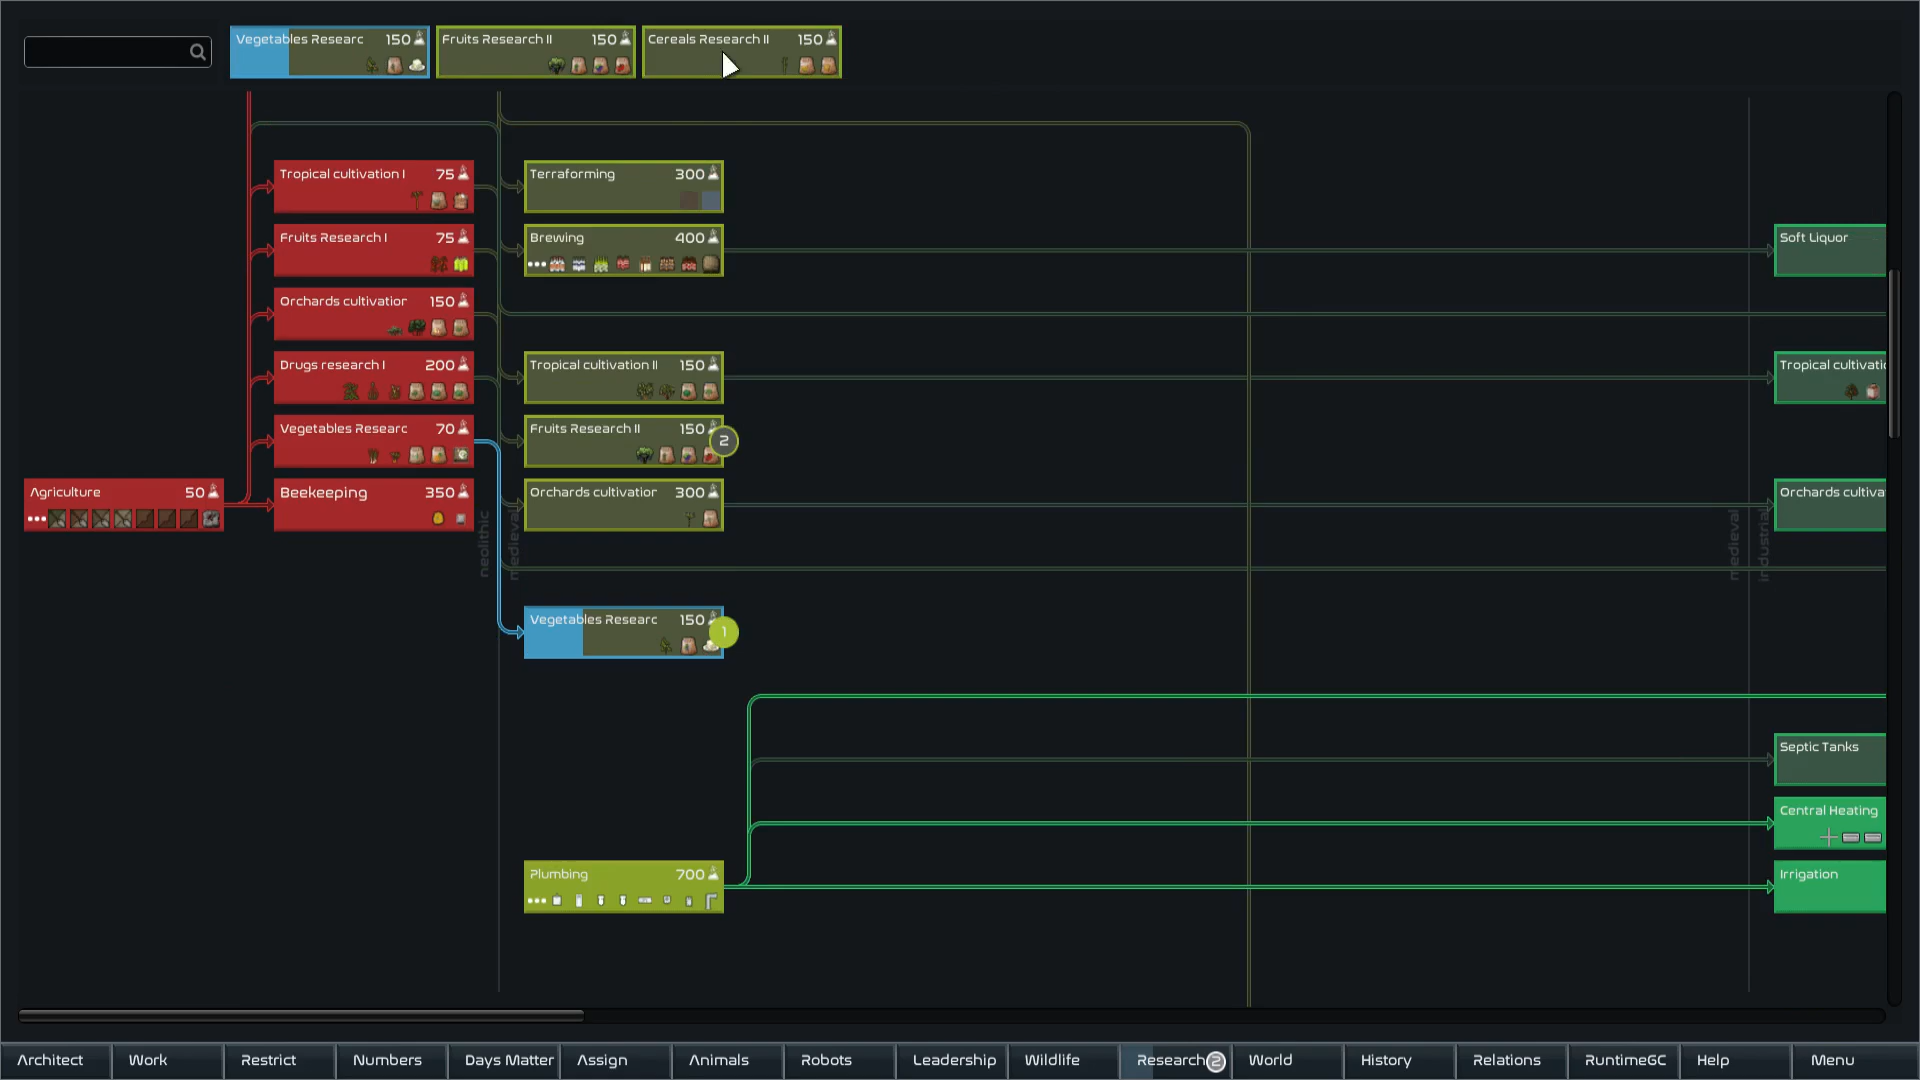 Vegetables Researc 150
Fruits Research II 150
Cereals Research II 150
Tropical cultivation I 75
Terraforming 300
Fruits Research I 75
Brewing 400
Soft Liquor
Orchards cultivation 150
Drugs research I 200
Tropical cultivation II 150
Tropical cultivatio
Vegetables Researc 70
Fruits Research II 150
2
Agriculture 50
Beekeeping 350
Orchards cultivation 300
Orchards cultiva
neolithic
medieval
medieval
industrial
Vegetables Researc 150
1
Septic Tanks
Central Heating
Plumbing 700
Irrigation
Architect
Work
Restrict
Numbers
Days Matter
Assign
Animals
Robots
Leadership
Wildlife
Research 2
World
History
Relations
RuntimeGC
Help
Menu